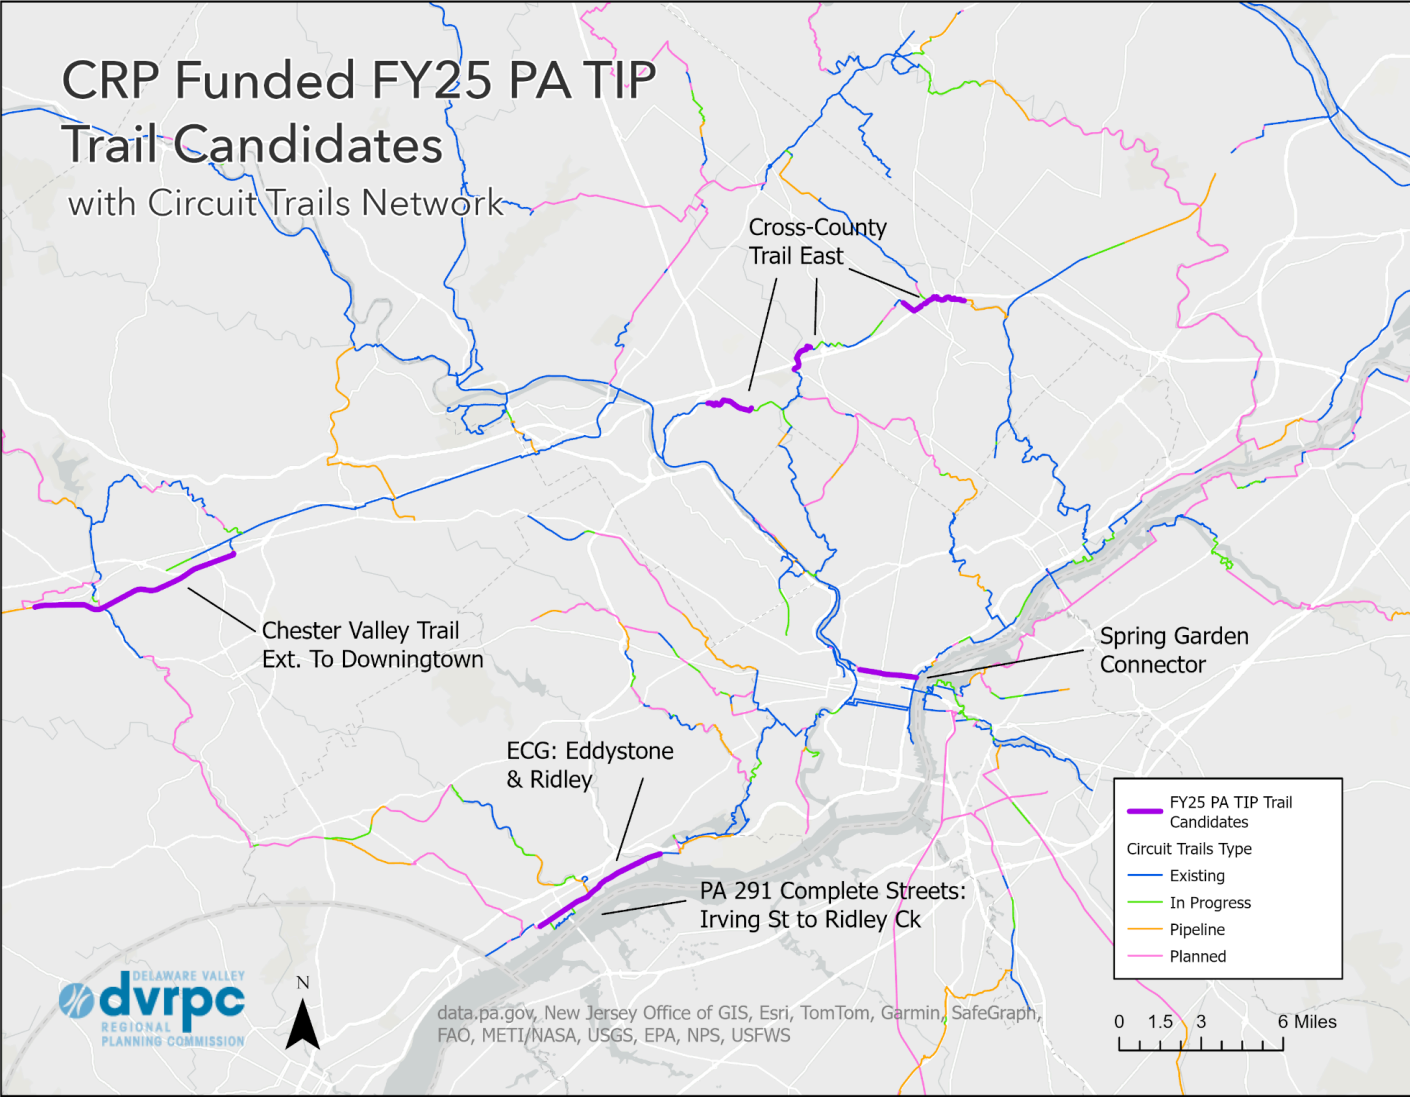 CRP Funded FY25 PA TIP
Trail Candidates
with Circuit Trails Network
Cross-County
Trail East
Chester Valley Trail
Ext. To Downingtown
Spring Garden
Connector
ECG: Eddystone
& Ridley
PA 291 Complete Streets:
Irving St to Ridley Ck
FY25 PA TIP Trail
Candidates
Circuit Trails Type
Existing
In Progress
Pipeline
Planned
DELAWARE VALLEY
dvrpc
REGIONAL
PLANNING COMMISSION
N
data.pa.gov, New Jersey Office of GIS, Esri, TomTom, Garmin, SafeGraph,
FAO, METI/NASA, USGS, EPA, NPS, USFWS
0 1.5 3 6 Miles